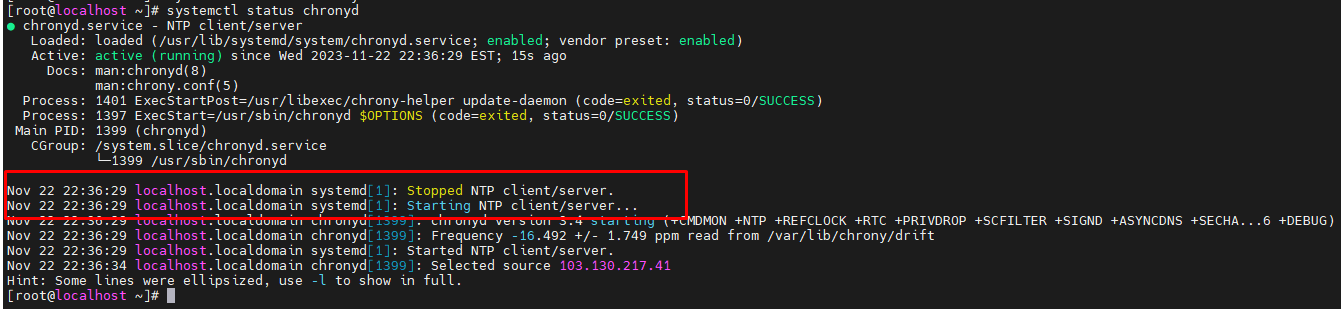 [root@localhost ~]# systemctl status chronyd
● chronyd.service - NTP client/server
   Loaded: loaded (/usr/lib/systemd/system/chronyd.service; enabled; vendor preset: enabled)
   Active: active (running) since Wed 2023-11-22 22:36:29 EST; 15s ago
     Docs: man:chronyd(8)
           man:chrony.conf(5)
  Process: 1401 ExecStartPost=/usr/libexec/chrony-helper update-daemon (code=exited, status=0/SUCCESS)
  Process: 1397 ExecStart=/usr/sbin/chronyd $OPTIONS (code=exited, status=0/SUCCESS)
 Main PID: 1399 (chronyd)
   CGroup: /system.slice/chronyd.service
           └─1399 /usr/sbin/chronyd
Nov 22 22:36:29 localhost.localdomain systemd[1]: Stopped NTP client/server.
Nov 22 22:36:29 localhost.localdomain systemd[1]: Starting NTP client/server...
Nov 22 22:36:29 localhost.localdomain chronyd[1399]: chronyd version 3.4 starting (+CMDMON +NTP +REFCLOCK +RTC +PRIVDROP +SCFILTER +SIGND +ASYNCDNS +SECHA...6 +DEBUG)
Nov 22 22:36:29 localhost.localdomain chronyd[1399]: Frequency -16.492 +/- 1.749 ppm read from /var/lib/chrony/drift
Nov 22 22:36:29 localhost.localdomain systemd[1]: Started NTP client/server.
Nov 22 22:36:34 localhost.localdomain chronyd[1399]: Selected source 103.130.217.41
Hint: Some lines were ellipsized, use -l to show in full.
[root@localhost ~]#